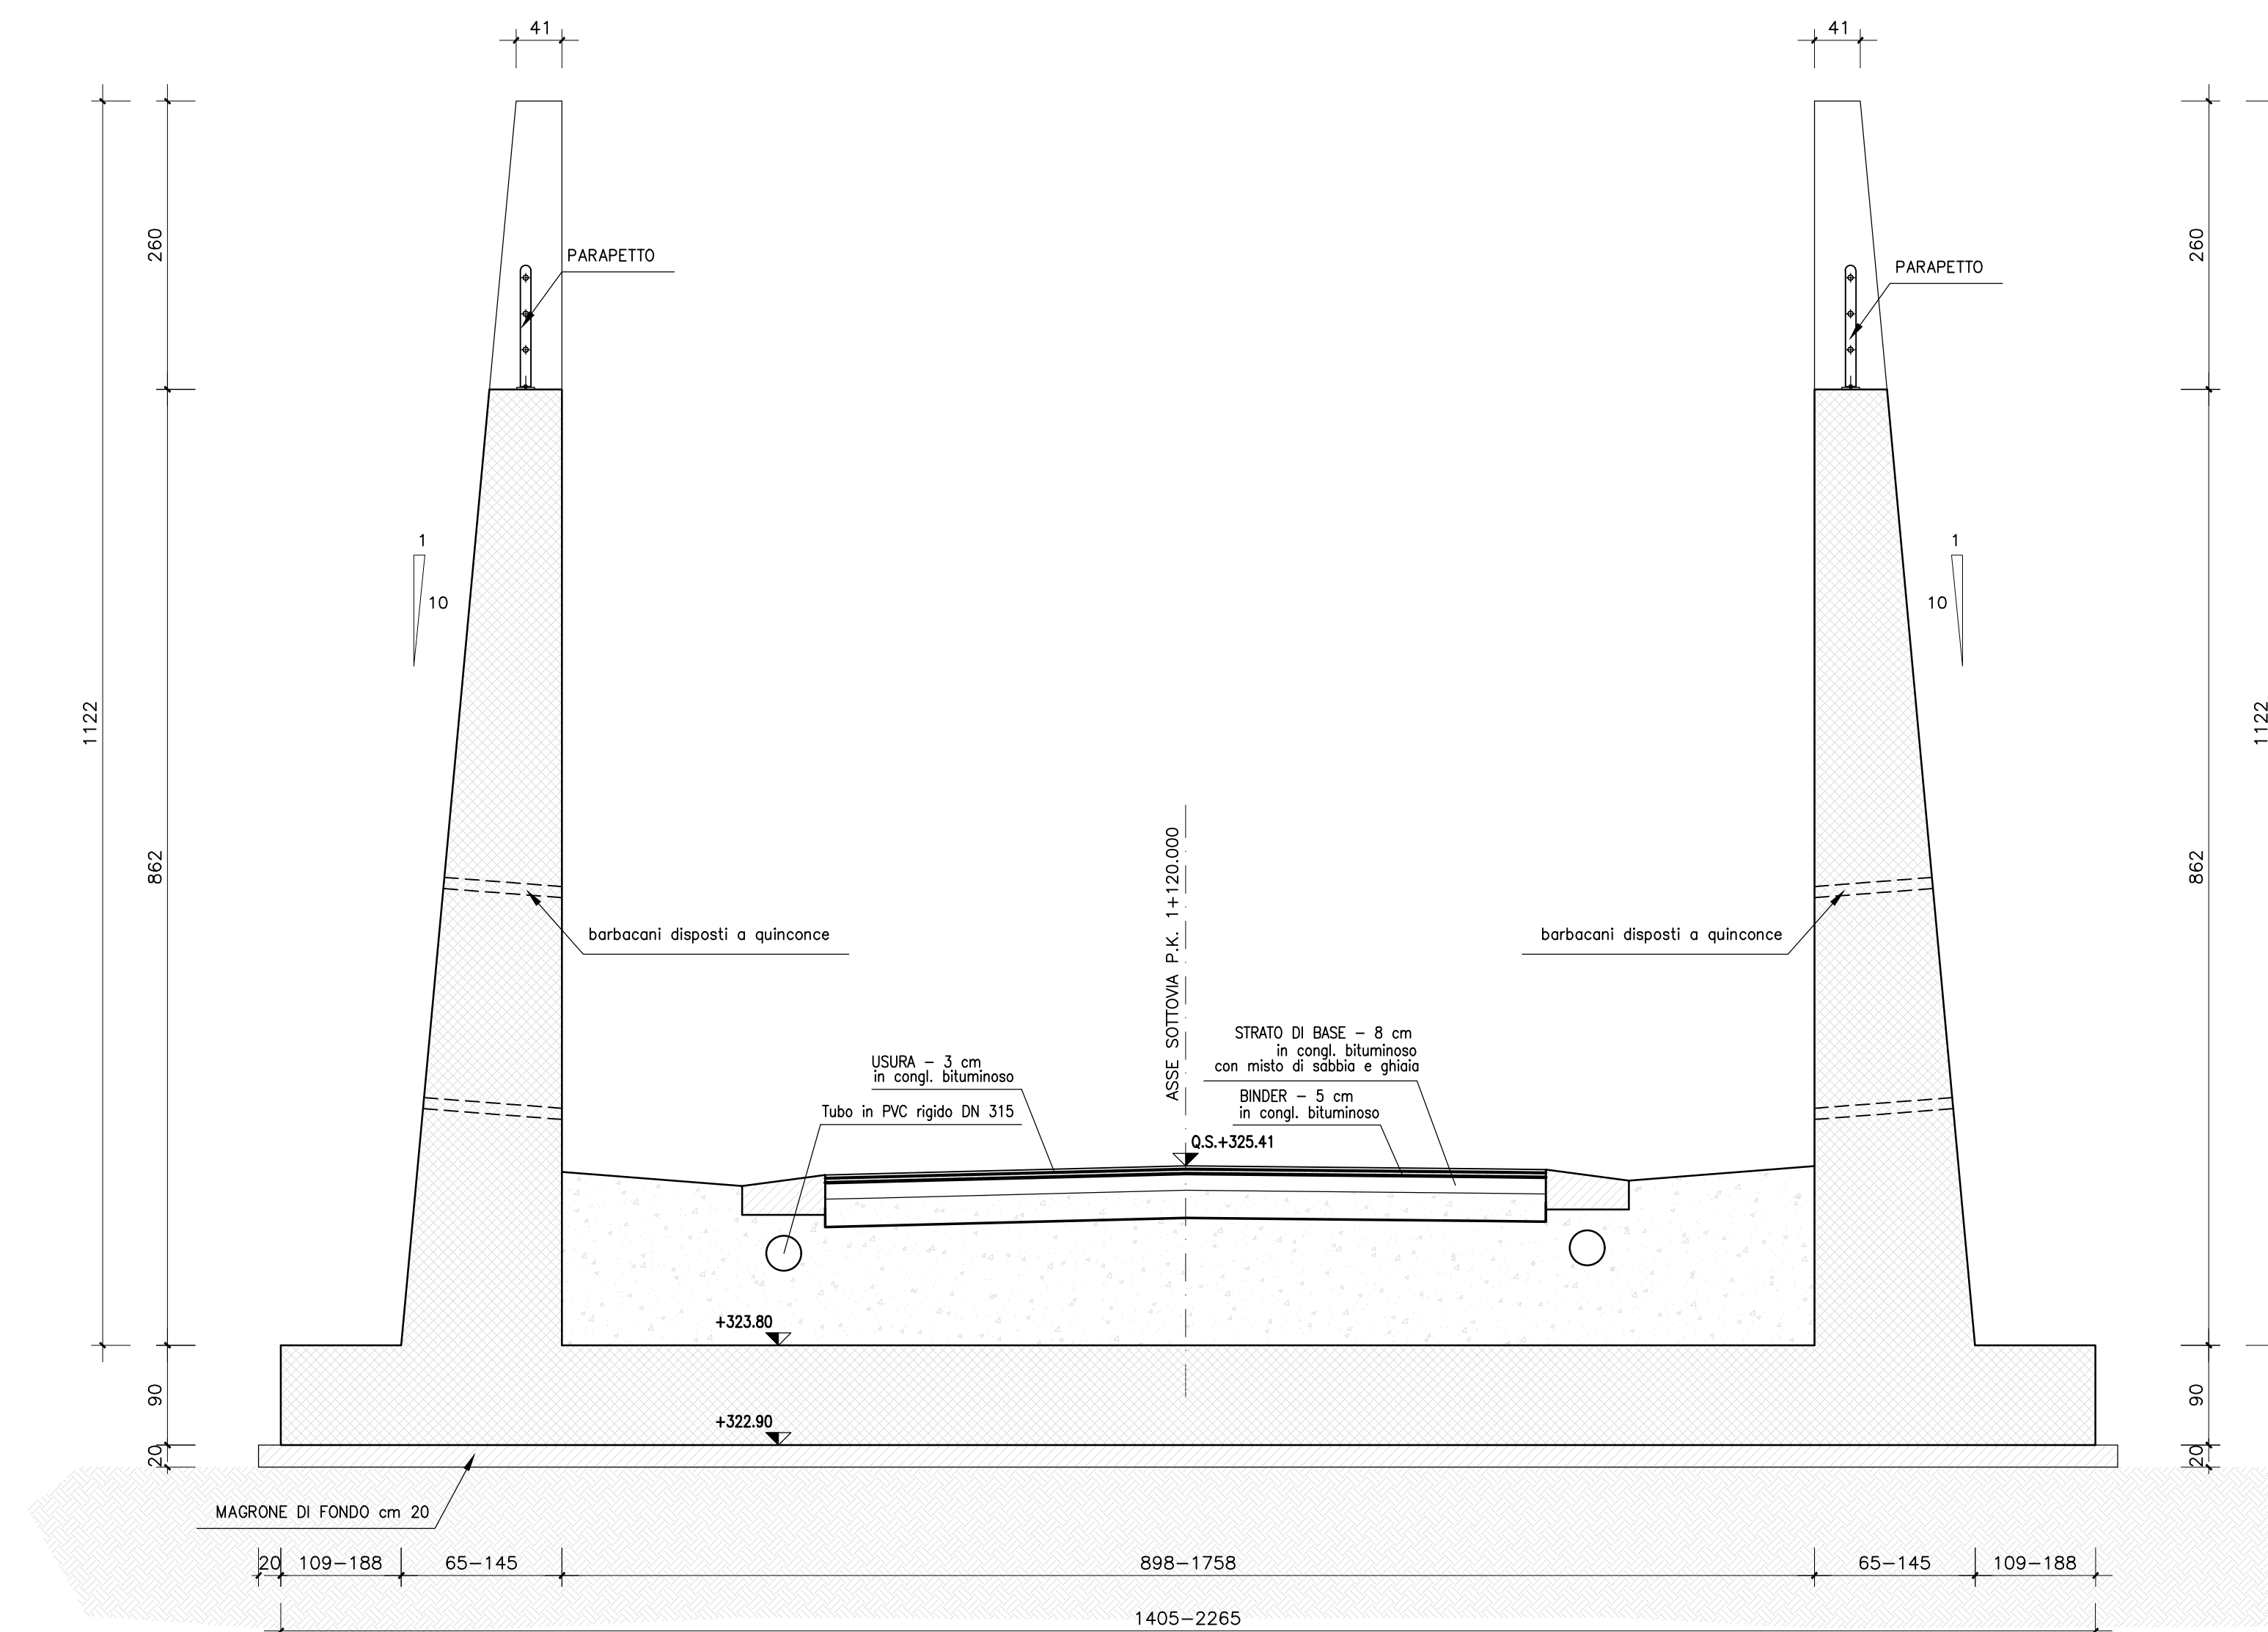 41
41
260
260
PARAPETTO
PARAPETTO
1
10
1
10
1122
1122
862
862
ASSE SOTTOVIA P.K. 1+120.000
barbacani disposti a quinconce
barbacani disposti a quinconce
USURA - 3 cm
in congl. bituminoso
STRATO DI BASE - 8 cm
in congl. bituminoso
con misto di sabbia e ghiaia
Tubo in PVC rigido DN 315
BINDER - 5 cm
in congl. bituminoso
Q.S.+325.41
+323.80
90
90
+322.90
20
20
MAGRONE DI FONDO cm 20
20
109-188
65-145
898-1758
65-145
109-188
1405-2265